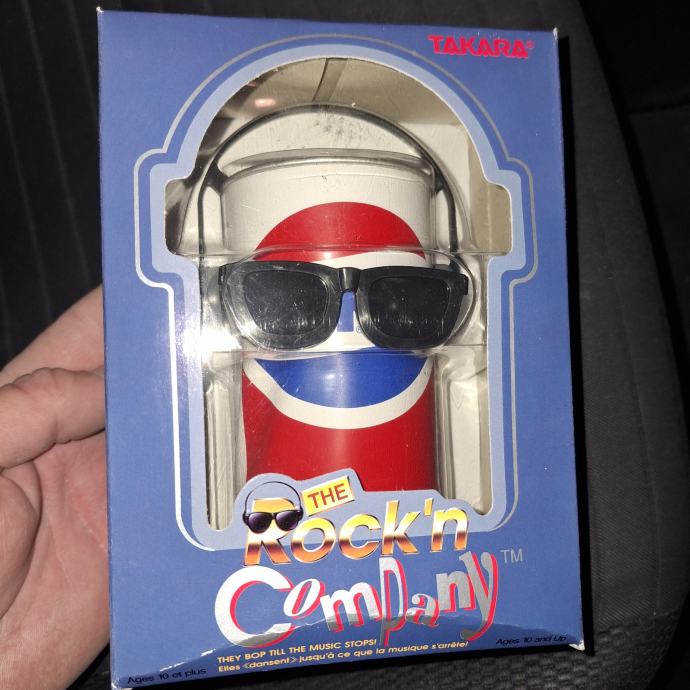 TAKARA®
THE
Rock'n
Company™
THEY BOP TILL THE MUSIC STOPS!
Elles «dansent» jusqu'à ce que la musique s'arrête!
Ages 10 et plus
Ages 10 and Up